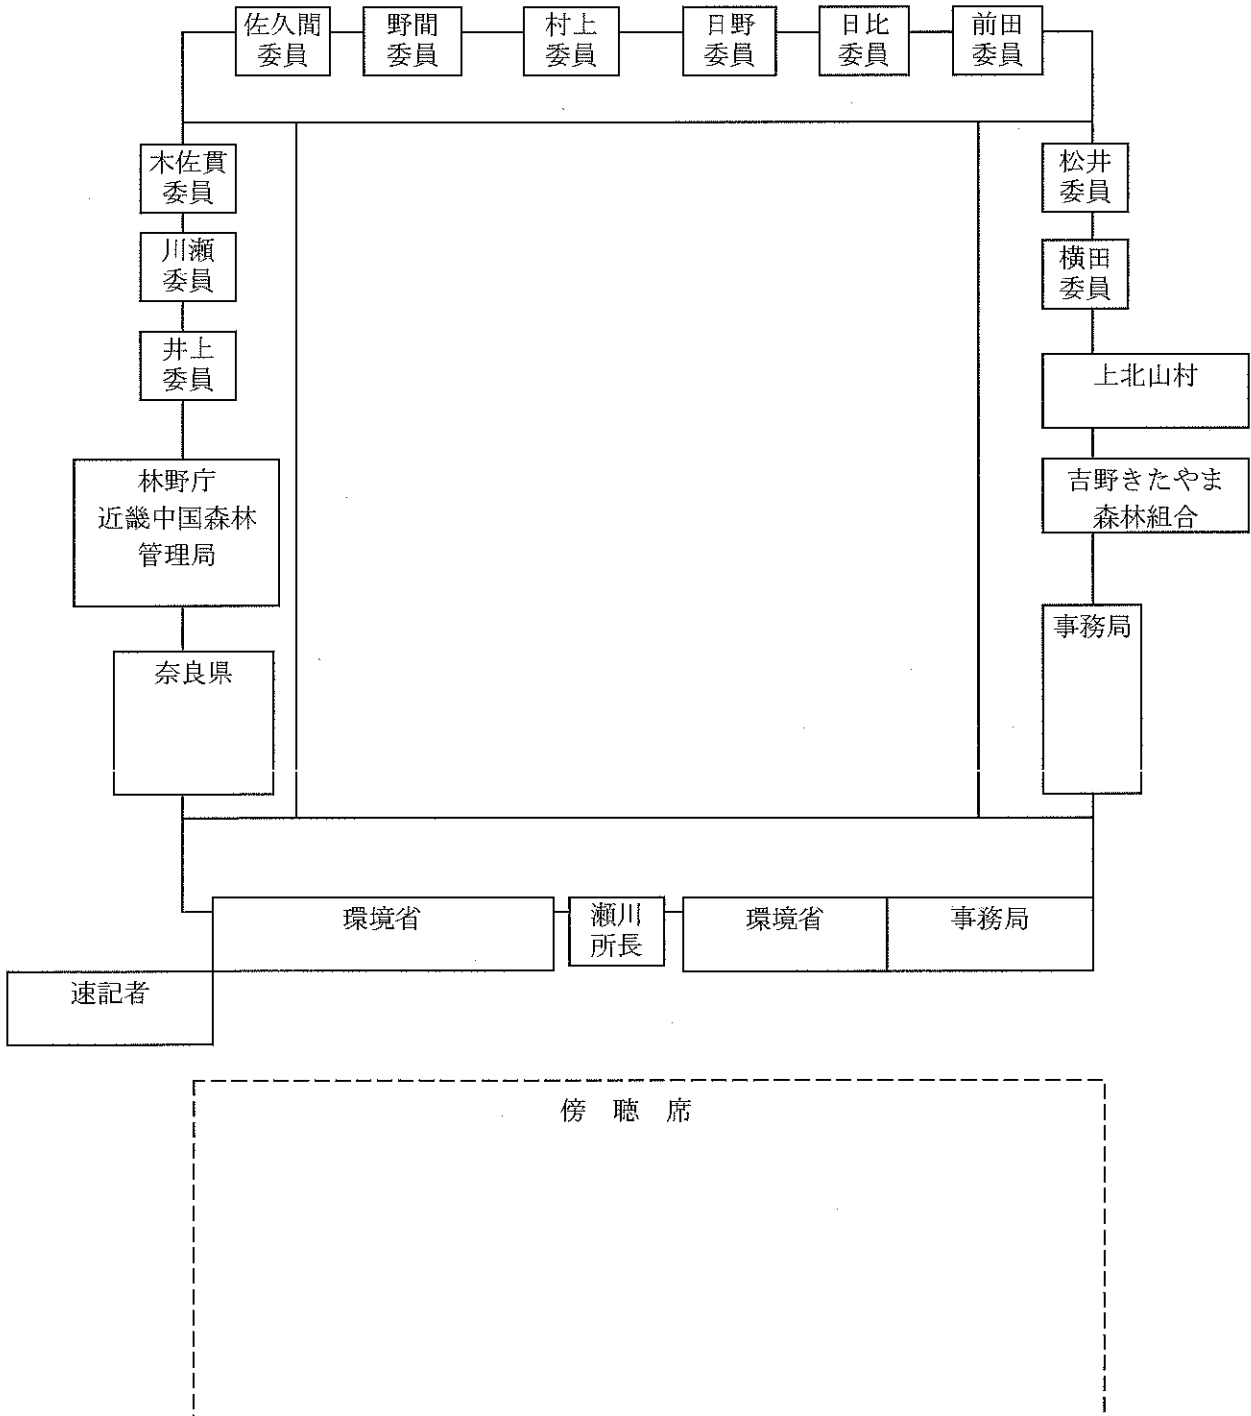 佐久間
委員
野間
委員
村上
委員
日野
委員
日比
委員
前田
委員
木佐貫
委員
川瀬
委員
井上
委員
林野庁
近畿中国森林
管理局
奈良県
松井
委員
横田
委員
上北山村
吉野きたやま
森林組合
事務局
環境省
瀬川
所長
環境省
事務局
速記者
傍 聴 席